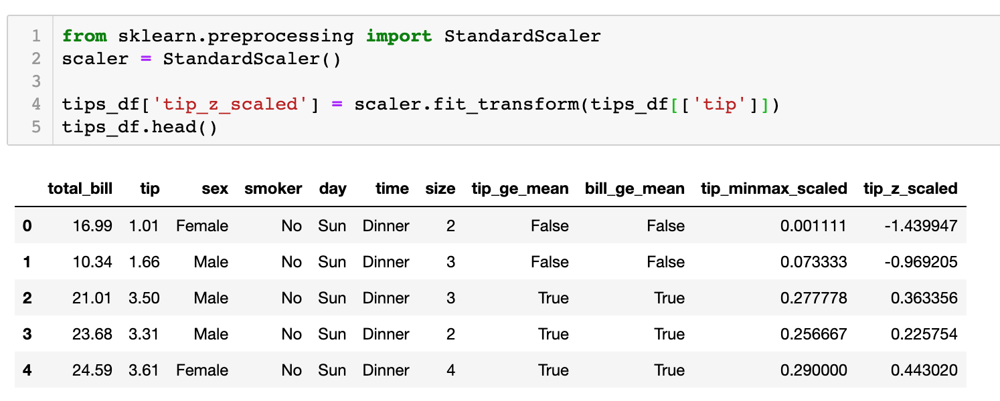 1 from sklearn.preprocessing import StandardScaler
2 scaler = StandardScaler()
3
4 tips_df['tip_z_scaled'] = scaler.fit_transform(tips_df[['tip']])
5 tips_df.head()
total_bill tip sex smoker day time size tip_ge_mean bill_ge_mean tip_minmax_scaled tip_z_scaled
0 16.99 1.01 Female No Sun Dinner 2 False False 0.001111 -1.439947
1 10.34 1.66 Male No Sun Dinner 3 False False 0.073333 -0.969205
2 21.01 3.50 Male No Sun Dinner 3 True True 0.277778 0.363356
3 23.68 3.31 Male No Sun Dinner 2 True True 0.256667 0.225754
4 24.59 3.61 Female No Sun Dinner 4 True True 0.290000 0.443020